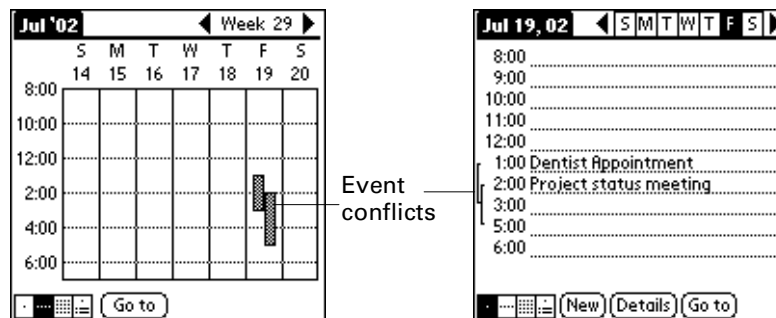 Jul '02 Week 29
S M T W T F S
14 15 16 17 18 19 20
8:00
10:00
12:00
2:00
4:00
6:00
Go to
Event
conflicts
Jul 19, 02 S M T W T F S
8:00
9:00
10:00
11:00
12:00
1:00 Dentist Appointment
2:00 Project status meeting
3:00
5:00
6:00
New Details Go to